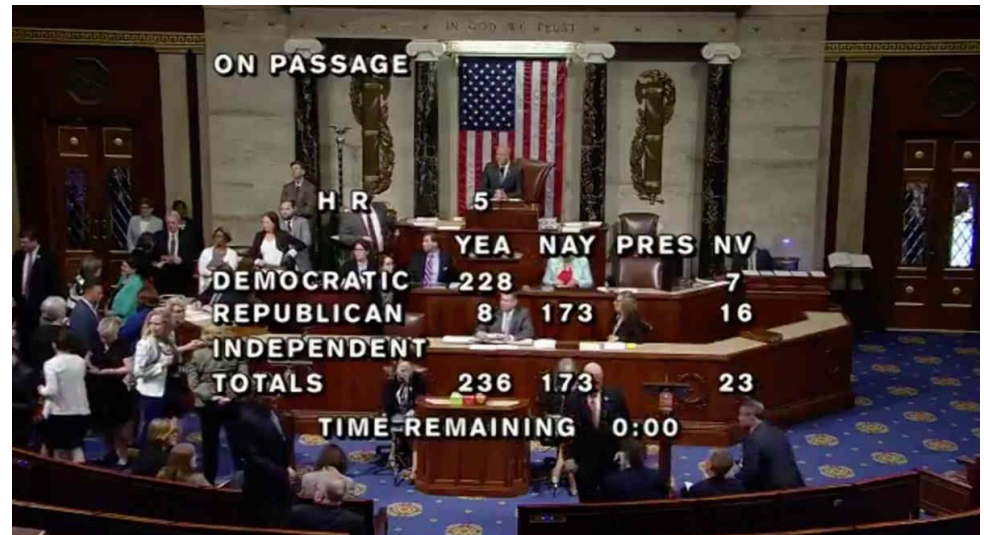 IN GOD WE TRUST
ON PASSAGE
H R 5
YEA NAY PRES NV
DEMOCRATIC 228 7
REPUBLICAN 8 173 16
INDEPENDENT
TOTALS 236 173 23
TIME REMAINING 0:00